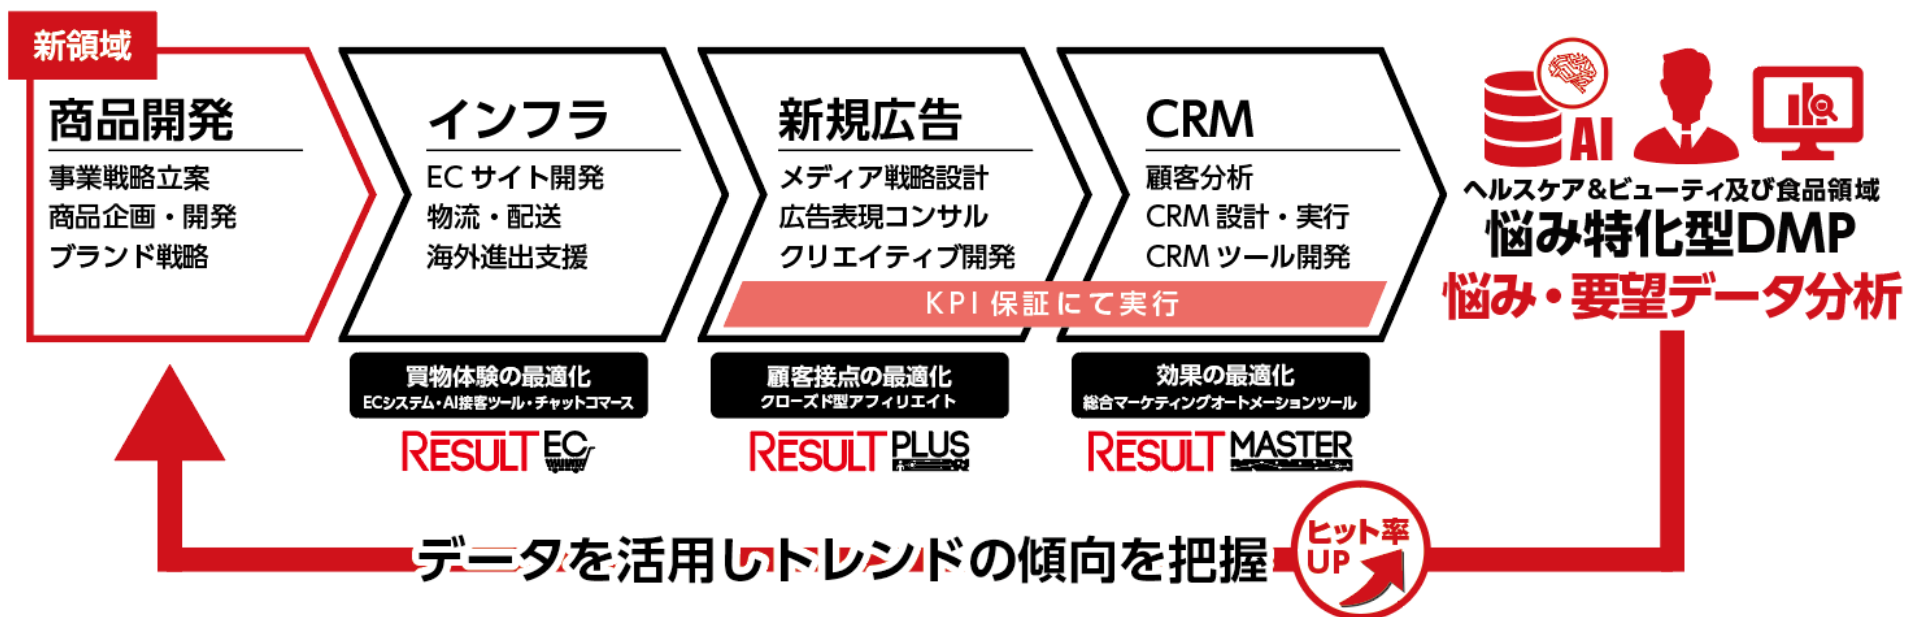 新領域
商品開発
事業戦略立案
商品企画・開発
ブランド戦略
インフラ
EC サイト開発
物流・配送
海外進出支援
新規広告
メディア戦略設計
広告表現コンサル
クリエイティブ開発
CRM
顧客分析
CRM 設計・実行
CRM ツール開発
KPI 保証にて実行
AI
ヘルスケア&ビューティ及び食品領域
悩み特化型DMP
悩み・要望データ分析
買物体験の最適化
ECシステム・AI接客ツール・チャットコマース
RESULT EC
顧客接点の最適化
クローズド型アフィリエイト
RESULT PLUS
効果の最適化
総合マーケティングオートメーションツール
RESULT MASTER
データを活用しトレンドの傾向を把握
ヒット率
UP